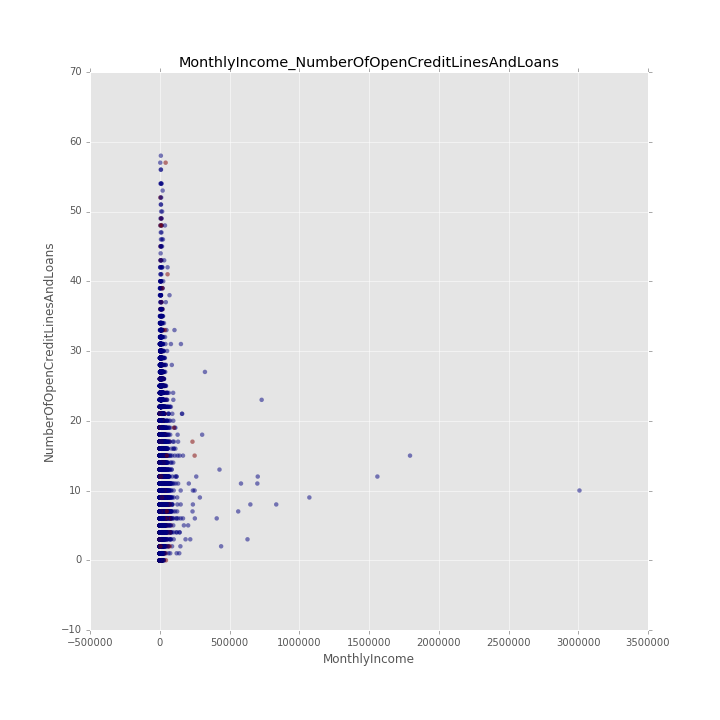 MonthlyIncome_NumberOfOpenCreditLinesAndLoans
70
60
50
40
30
20
10
0
−10
NumberOfOpenCreditLinesAndLoans
−500000 0 500000 1000000 1500000 2000000 2500000 3000000 3500000
MonthlyIncome